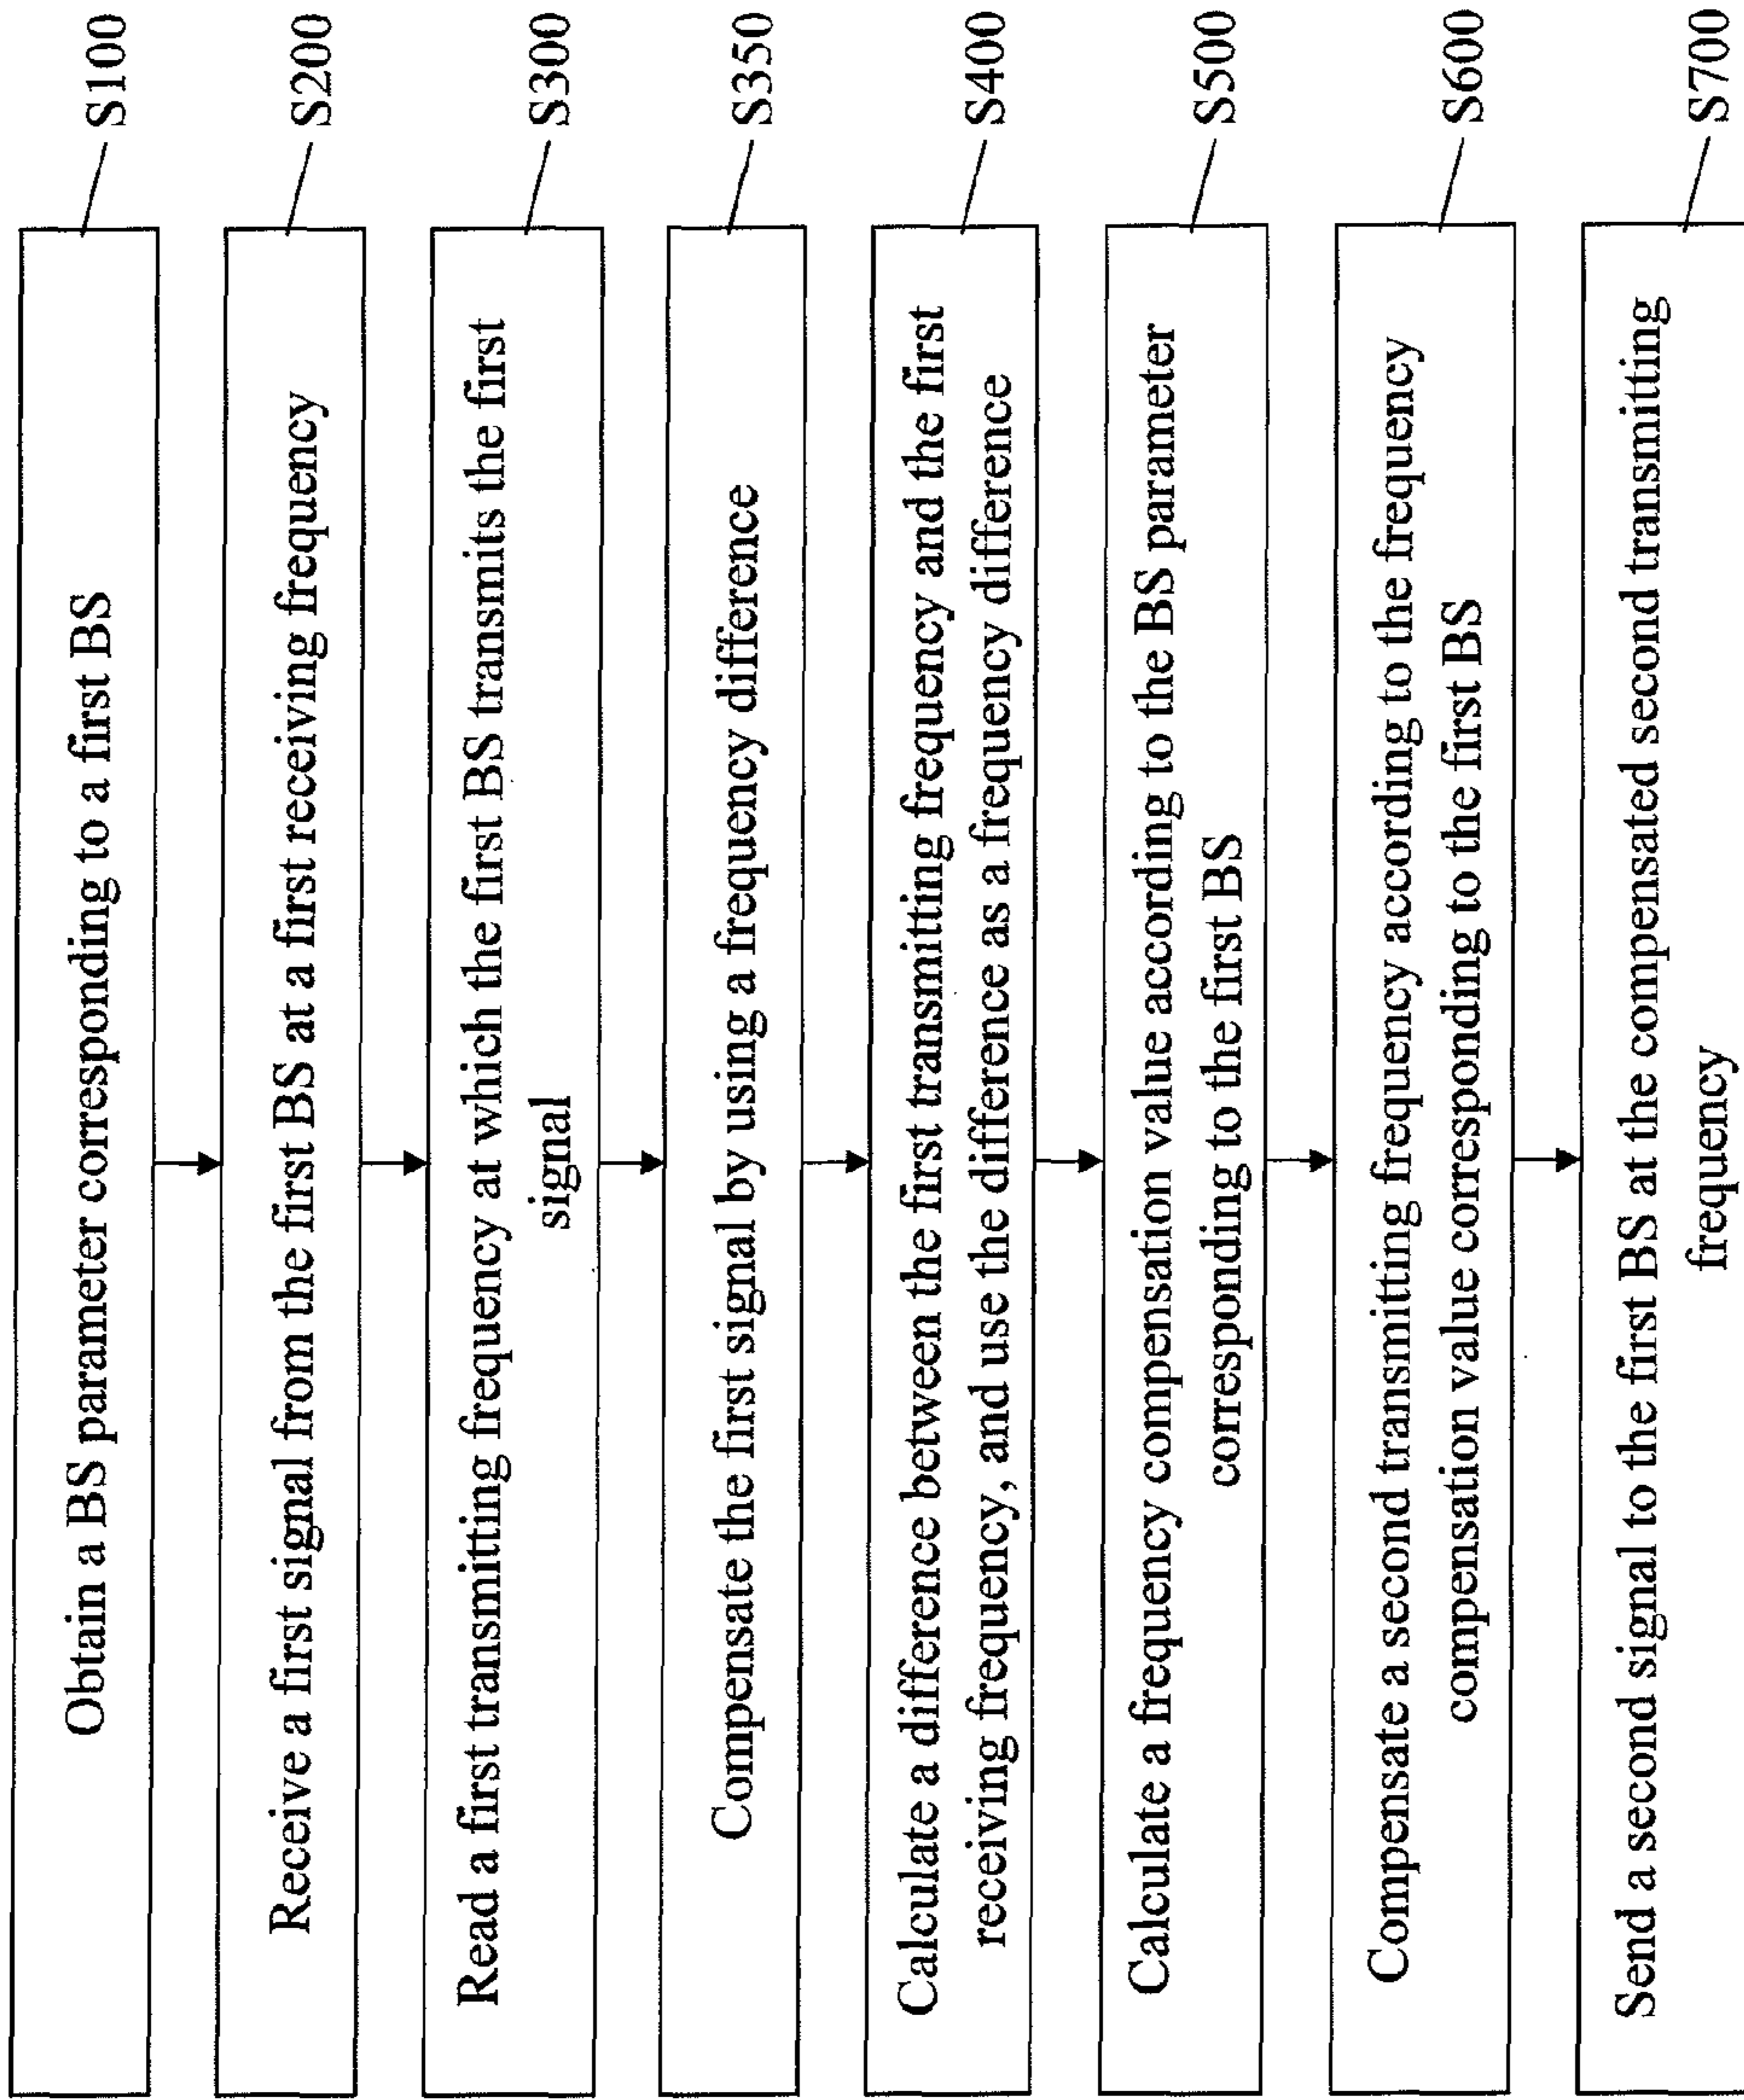 Obtain a BS parameter corresponding to a first BS
S100
Receive a first signal from the first BS at a first receiving frequency
S200
Read a first transmitting frequency at which the first BS transmits the first
signal
S300
Compensate the first signal by using a frequency difference
S350
Calculate a difference between the first transmitting frequency and the first
receiving frequency, and use the difference as a frequency difference
S400
Calculate a frequency compensation value according to the BS parameter
corresponding to the first BS
S500
Compensate a second transmitting frequency according to the frequency
compensation value corresponding to the first BS
S600
Send a second signal to the first BS at the compensated second transmitting
frequency
S700